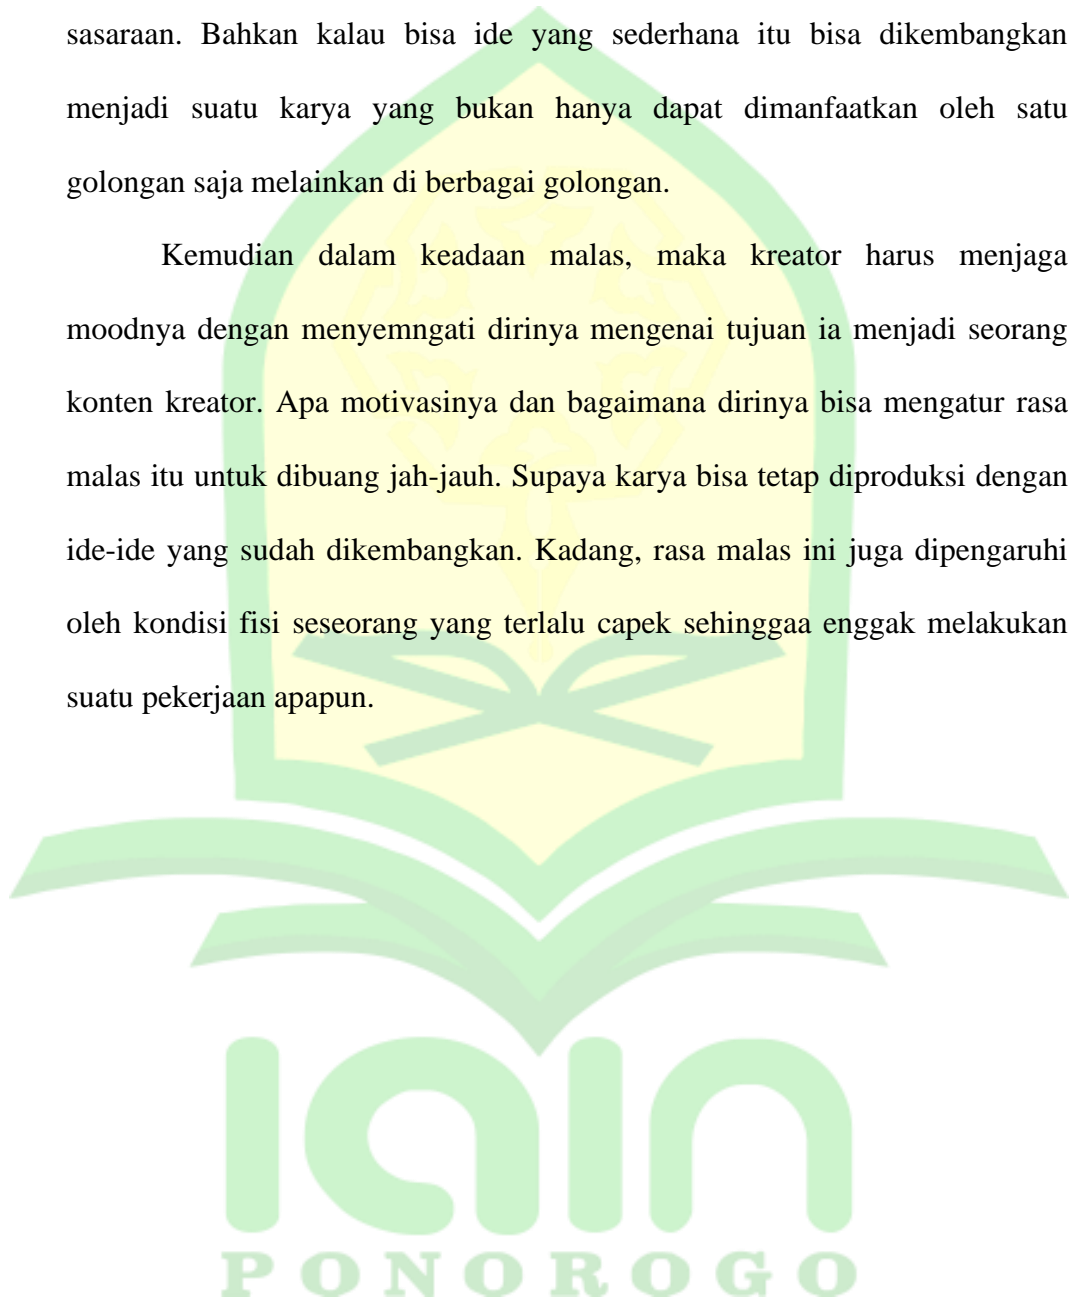 sasaraan. Bahkan kalau bisa ide yang sederhana itu bisa dikembangkan
menjadi suatu karya yang bukan hanya dapat dimanfaatkan oleh satu
golongan saja melainkan di berbagai golongan.
Kemudian dalam keadaan malas, maka kreator harus menjaga
moodnya dengan menyemngati dirinya mengenai tujuan ia menjadi seorang
konten kreator. Apa motivasinya dan bagaimana dirinya bisa mengatur rasa
malas itu untuk dibuang jah-jauh. Supaya karya bisa tetap diproduksi dengan
ide-ide yang sudah dikembangkan. Kadang, rasa malas ini juga dipengaruhi
oleh kondisi fisi seseorang yang terlalu capek sehinggaa enggak melakukan
suatu pekerjaan apapun.
iain
PONOROGO